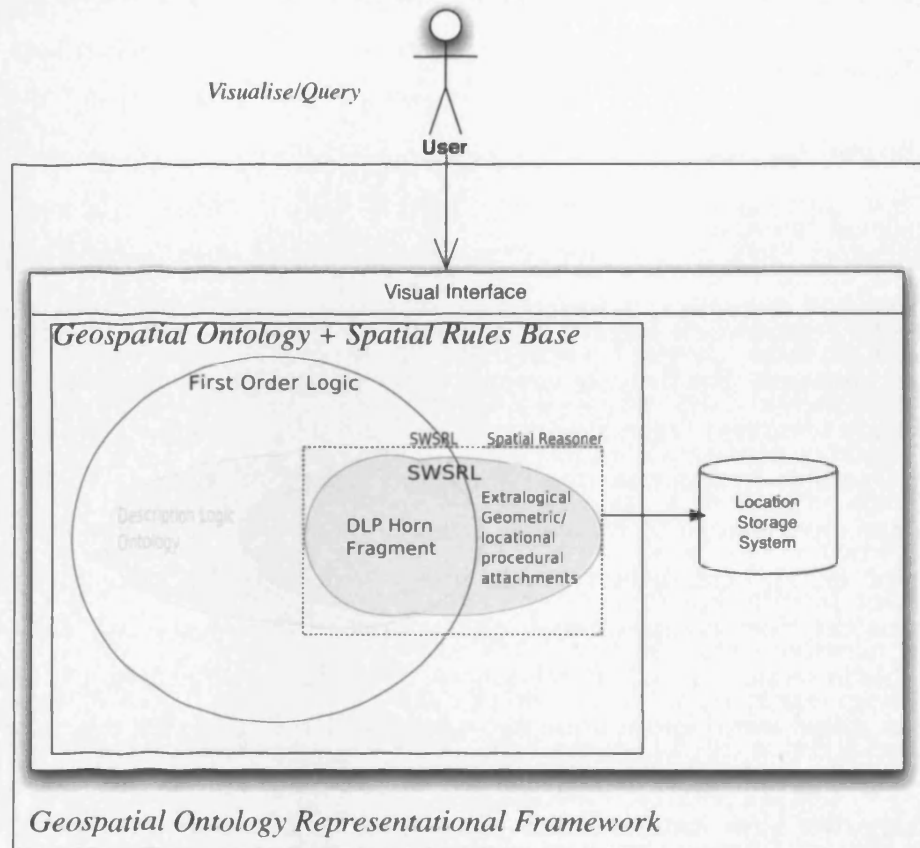 Visualise/Query
User
Visual Interface
Geospatial Ontology + Spatial Rules Base
First Order Logic
SWSRL Spatial Reasoner
SWSRL
Description Logic
Ontology
DLP Horn
Fragment
Extralogical
Geometric/
locational
procedural
attachments
Location
Storage
System
Geospatial Ontology Representational Framework